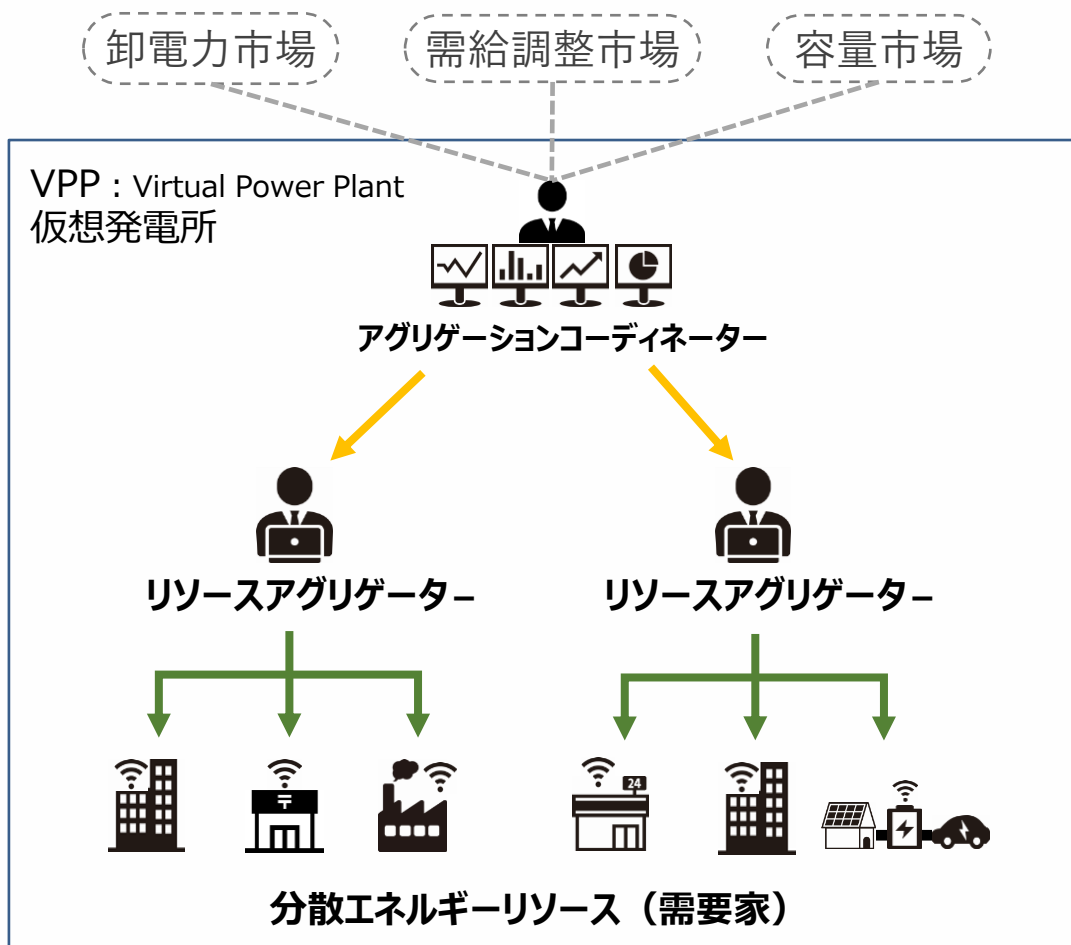 卸電力市場
需給調整市場
容量市場
VPP：Virtual Power Plant
仮想発電所
アグリゲーションコーディネーター
リソースアグリゲーター
リソースアグリゲーター
〒
24
分散エネルギーリソース（需要家）